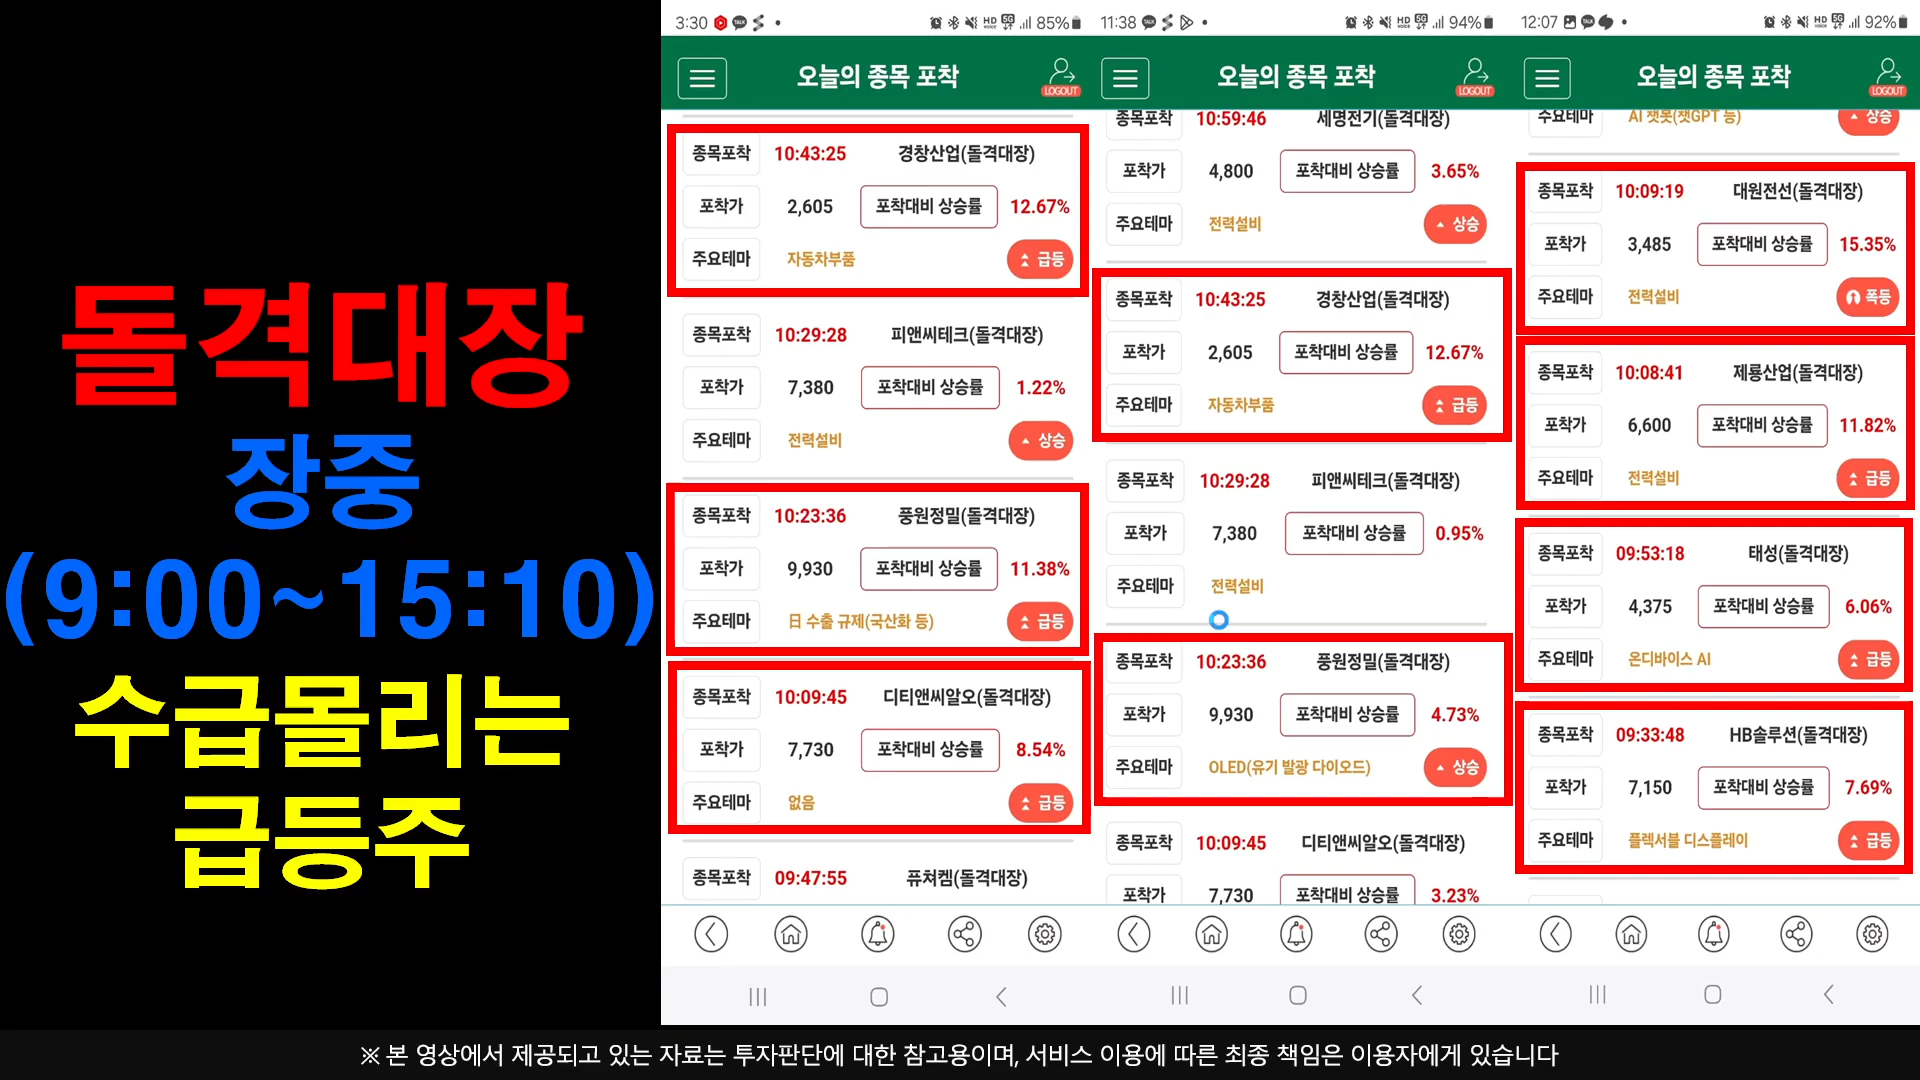 돌격대장
장중
(9:00~15:10)
수급몰리는
급등주
3:30 TALK HD VOICE 5G 85%
오늘의 종목 포착
LOGOUT
종목포착 10:43:25 경창산업(돌격대장)
포착가 2,605 포착대비 상승률 12.67%
주요테마 자동차부품 급등
종목포착 10:29:28 피앤씨테크(돌격대장)
포착가 7,380 포착대비 상승률 1.22%
주요테마 전력설비 상승
종목포착 10:23:36 풍원정밀(돌격대장)
포착가 9,930 포착대비 상승률 11.38%
주요테마 日 수출 규제(국산화 등) 급등
종목포착 10:09:45 디티앤씨알오(돌격대장)
포착가 7,730 포착대비 상승률 8.54%
주요테마 없음 급등
종목포착 09:47:55 퓨쳐켐(돌격대장)
11:38 TALK HD VOICE 5G 94%
오늘의 종목 포착
LOGOUT
종목포착 10:59:46 세명전기(돌격대장)
포착가 4,800 포착대비 상승률 3.65%
주요테마 전력설비 상승
종목포착 10:43:25 경창산업(돌격대장)
포착가 2,605 포착대비 상승률 12.67%
주요테마 자동차부품 급등
종목포착 10:29:28 피앤씨테크(돌격대장)
포착가 7,380 포착대비 상승률 0.95%
주요테마 전력설비
종목포착 10:23:36 풍원정밀(돌격대장)
포착가 9,930 포착대비 상승률 4.73%
주요테마 OLED(유기 발광 다이오드) 상승
종목포착 10:09:45 디티앤씨알오(돌격대장)
포착가 7,730 포착대비 상승률 3.23%
12:07 TALK HD VOICE 5G 92%
오늘의 종목 포착
LOGOUT
주요테마 AI 챗봇(챗GPT 등) 상승
종목포착 10:09:19 대원전선(돌격대장)
포착가 3,485 포착대비 상승률 15.35%
주요테마 전력설비 폭등
종목포착 10:08:41 제룡산업(돌격대장)
포착가 6,600 포착대비 상승률 11.82%
주요테마 전력설비 급등
종목포착 09:53:18 태성(돌격대장)
포착가 4,375 포착대비 상승률 6.06%
주요테마 온디바이스 AI 급등
종목포착 09:33:48 HB솔루션(돌격대장)
포착가 7,150 포착대비 상승률 7.69%
주요테마 플렉서블 디스플레이 급등
※ 본 영상에서 제공되고 있는 자료는 투자판단에 대한 참고용이며, 서비스 이용에 따른 최종 책임은 이용자에게 있습니다